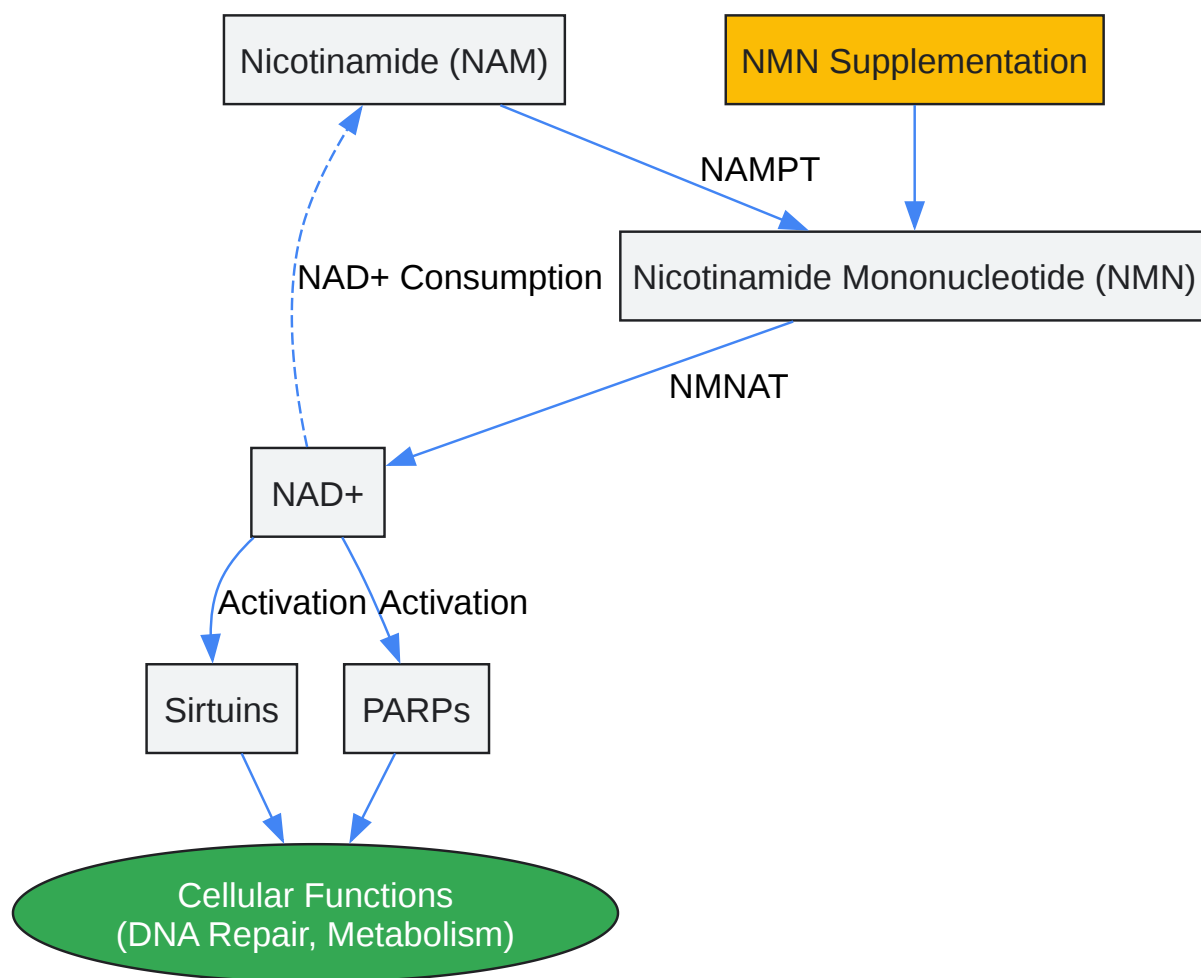 Nicotinamide (NAM)
NMN Supplementation
NAMPT
NAD+ Consumption
Nicotinamide Mononucleotide (NMN)
NMNAT
NAD+
Activation
Activation
Sirtuins
PARPs
Cellular Functions
(DNA Repair, Metabolism)